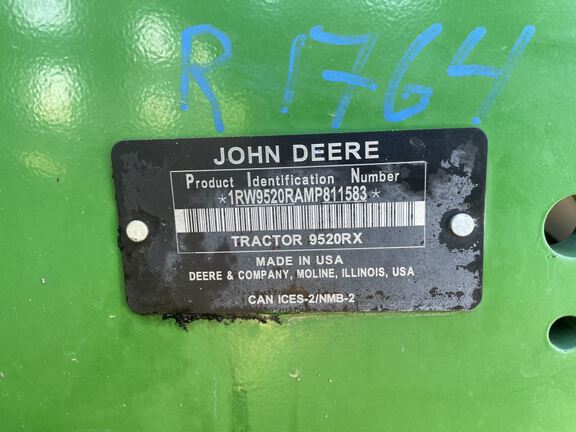 R 1764
JOHN DEERE
Product Identification Number
*1RW9520RAMP811583*
TRACTOR 9520RX
MADE IN USA
DEERE & COMPANY, MOLINE, ILLINOIS, USA
CAN ICES-2/NMB-2